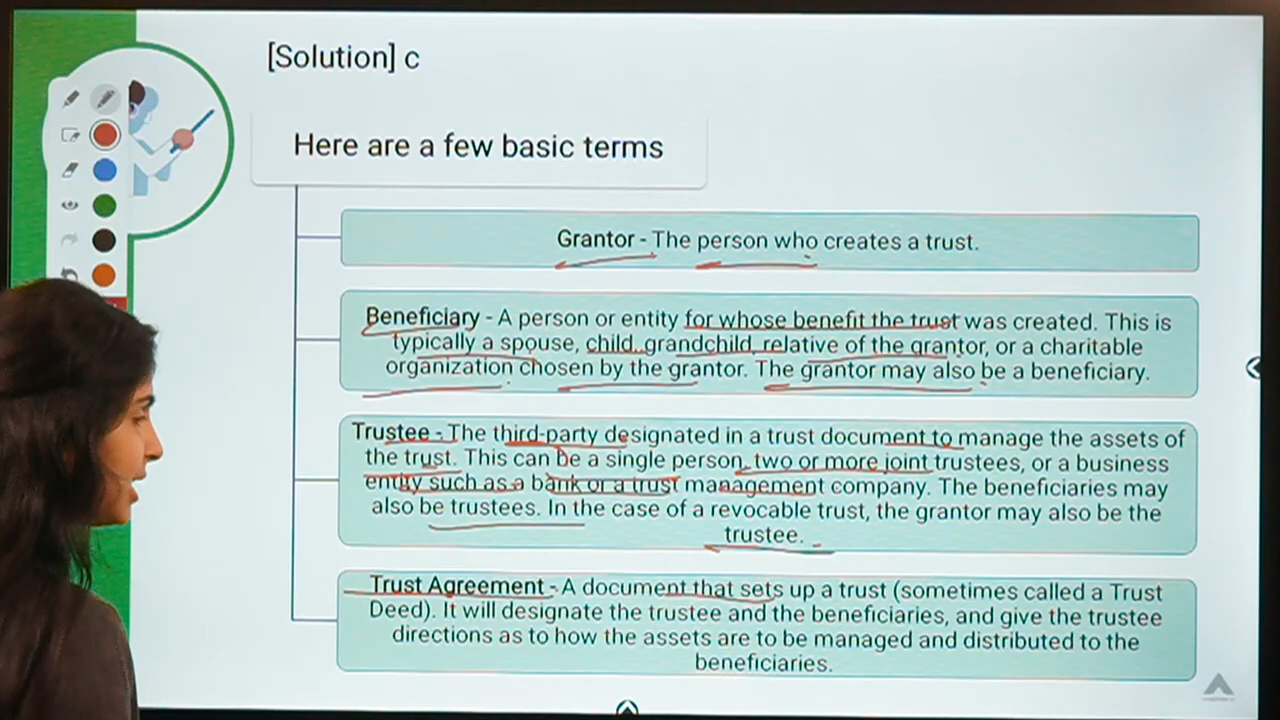 [Solution] c
Here are a few basic terms
Grantor - The person who creates a trust.
Beneficiary - A person or entity for whose benefit the trust was created. This is
typically a spouse, child, grandchild, relative of the grantor, or a charitable
organization chosen by the grantor. The grantor may also be a beneficiary.
Trustee - The third-party designated in a trust document to manage the assets of
the trust. This can be a single person, two or more joint trustees, or a business
entity such as a bank or a trust management company. The beneficiaries may
also be trustees. In the case of a revocable trust, the grantor may also be the
trustee.
Trust Agreement - A document that sets up a trust (sometimes called a Trust
Deed). It will designate the trustee and the beneficiaries, and give the trustee
directions as to how the assets are to be managed and distributed to the
beneficiaries.